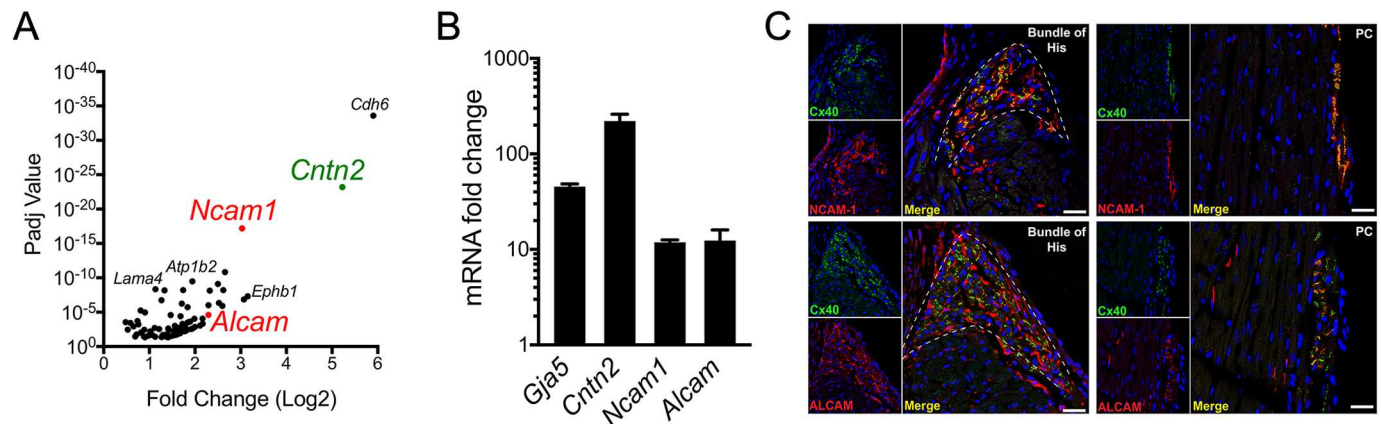 A
10-40
10-35
10-30
10-25
10-20
10-15
10-10
10-5
100
Padj Value
Cdh6
Cntn2
Ncam1
Atp1b2
Lama4
Ephb1
Alcam
0 1 2 3 4 5 6
Fold Change (Log2)
B
1000
100
10
1
mRNA fold change
Gja5 Cntn2 Ncam1 Alcam
C
Cx40
NCAM-1
Bundle of
His
Merge
Cx40
NCAM-1
PC
Merge
Cx40
ALCAM
Bundle of
His
Merge
Cx40
ALCAM
PC
Merge